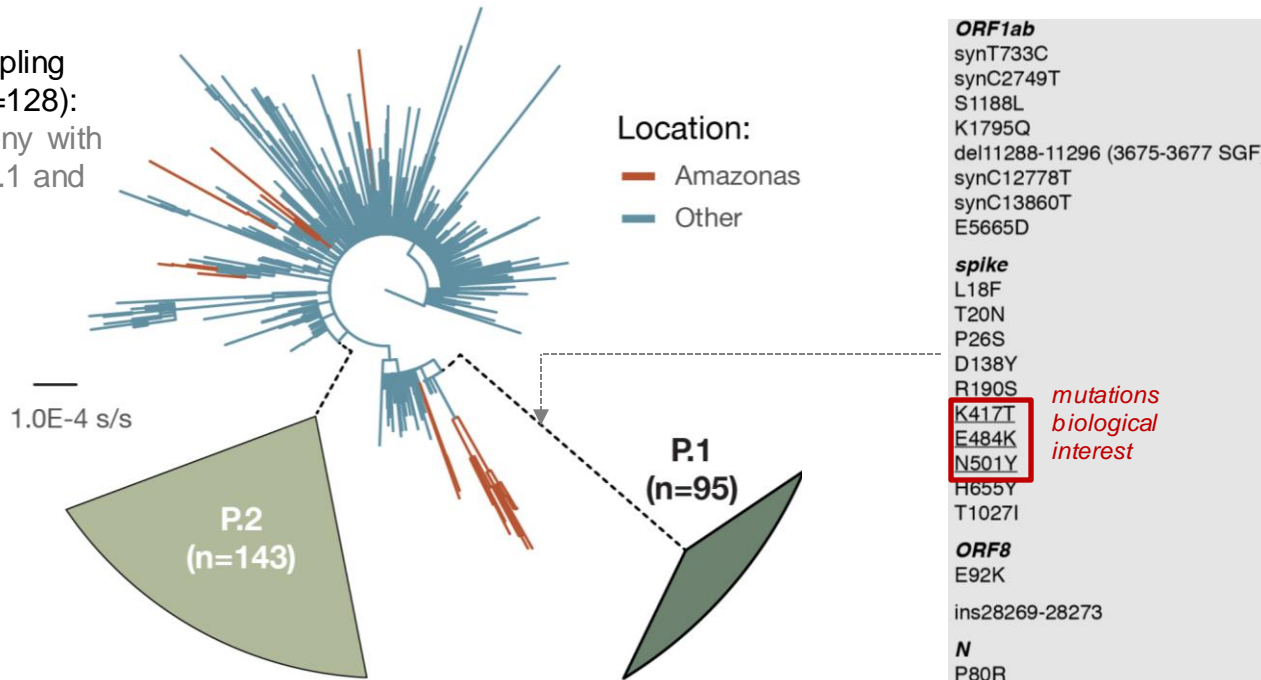 pling
=128):
ny with
.1 and
Location:
Amazonas
Other
1.0E-4 s/s
P.2
(n=143)
P.1
(n=95)
ORF1ab
synT733C
synC2749T
S1188L
K1795Q
del11288-11296 (3675-3677 SGF
synC12778T
synC13860T
E5665D
spike
L18F
T20N
P26S
D138Y
R190S
K417T
E484K
N501Y
H655Y
T1027I
mutations
biological
interest
ORF8
E92K
ins28269-28273
N
P80R